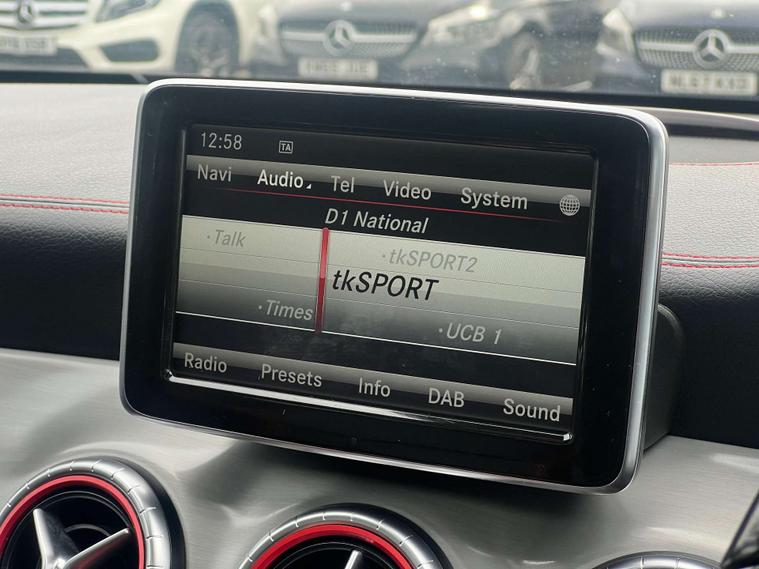 12:58 TA
Navi Audio Tel Video System
D1 National
·Talk ·tkSPORT2
tkSPORT
·Times ·UCB 1
Radio Presets Info DAB Sound